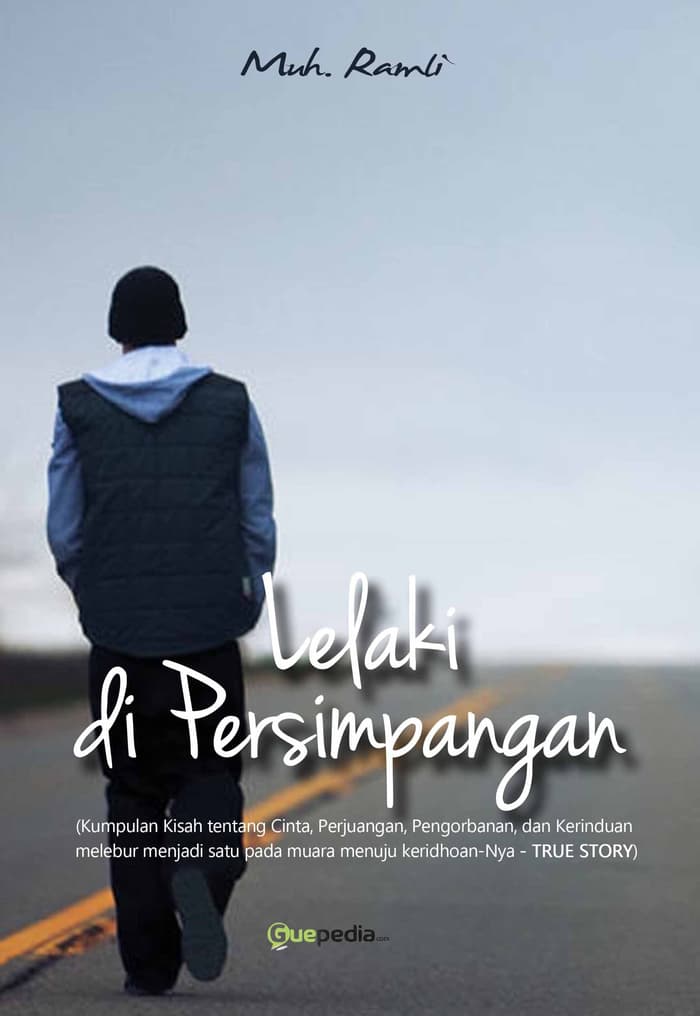 Muh. Ramli
Lelaki
di Persimpangan
(Kumpulan Kisah tentang Cinta, Perjuangan, Pengorbanan, dan Kerinduan
melebur menjadi satu pada muara menuju keridhoan-Nya - TRUE STORY)
Guepedia.com